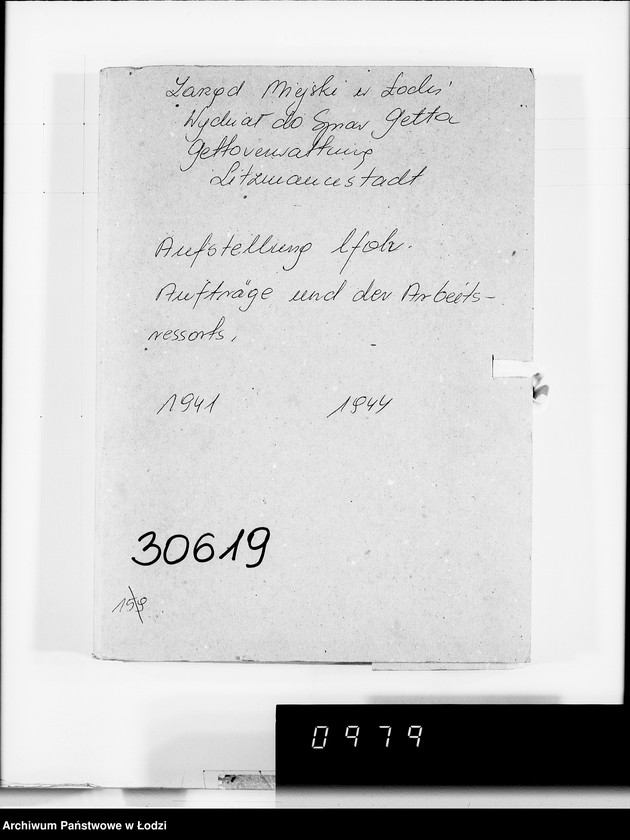 Zarząd Miejski w Łodzi
Wydział do Spraw Getta
Gettoverwaltung
Litzmannstadt
Aufstellung lfdr.
Aufträge und der Arbeits-
ressorts,
1941 1944
30619
159
0979
Archiwum Państwowe w Łodzi